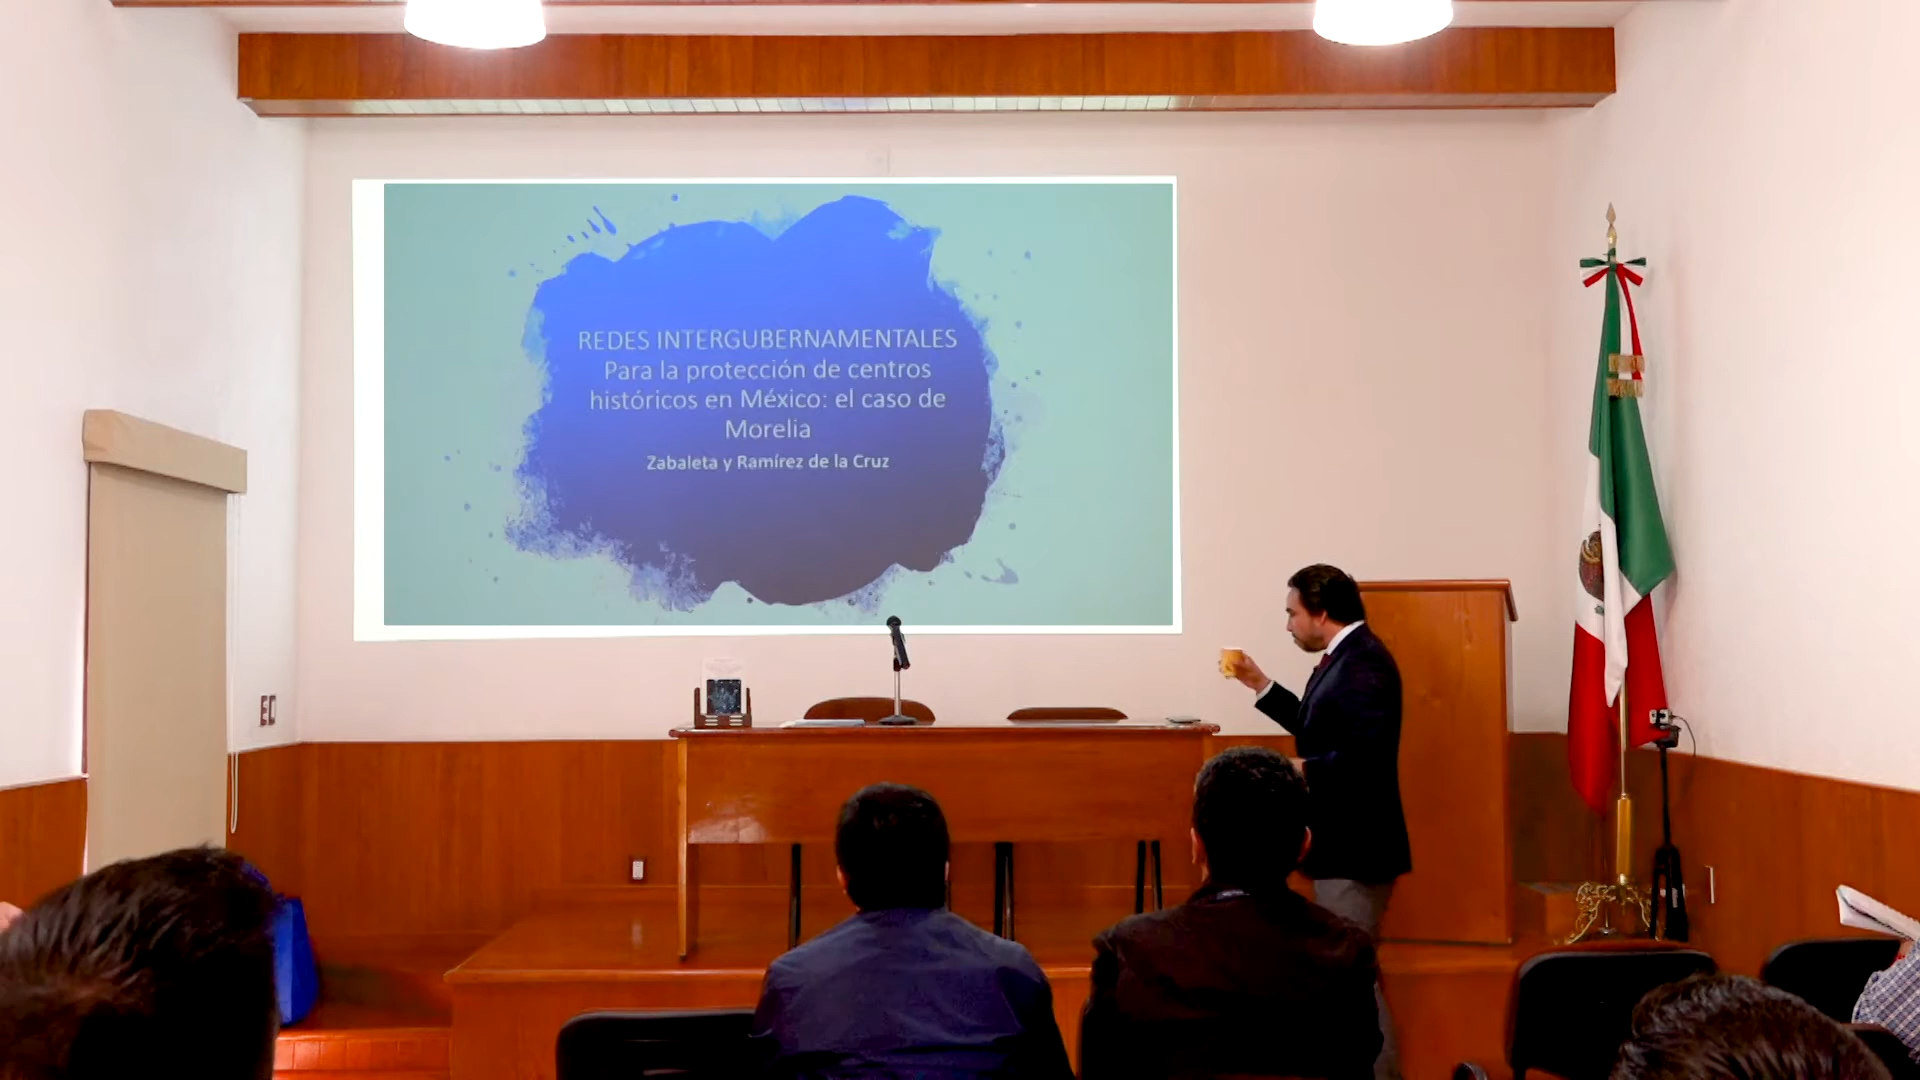 REDES INTERGUBERNAMENTALES
Para la protección de centros
históricos en México: el caso de
Morelia
Zabaleta y Ramírez de la Cruz